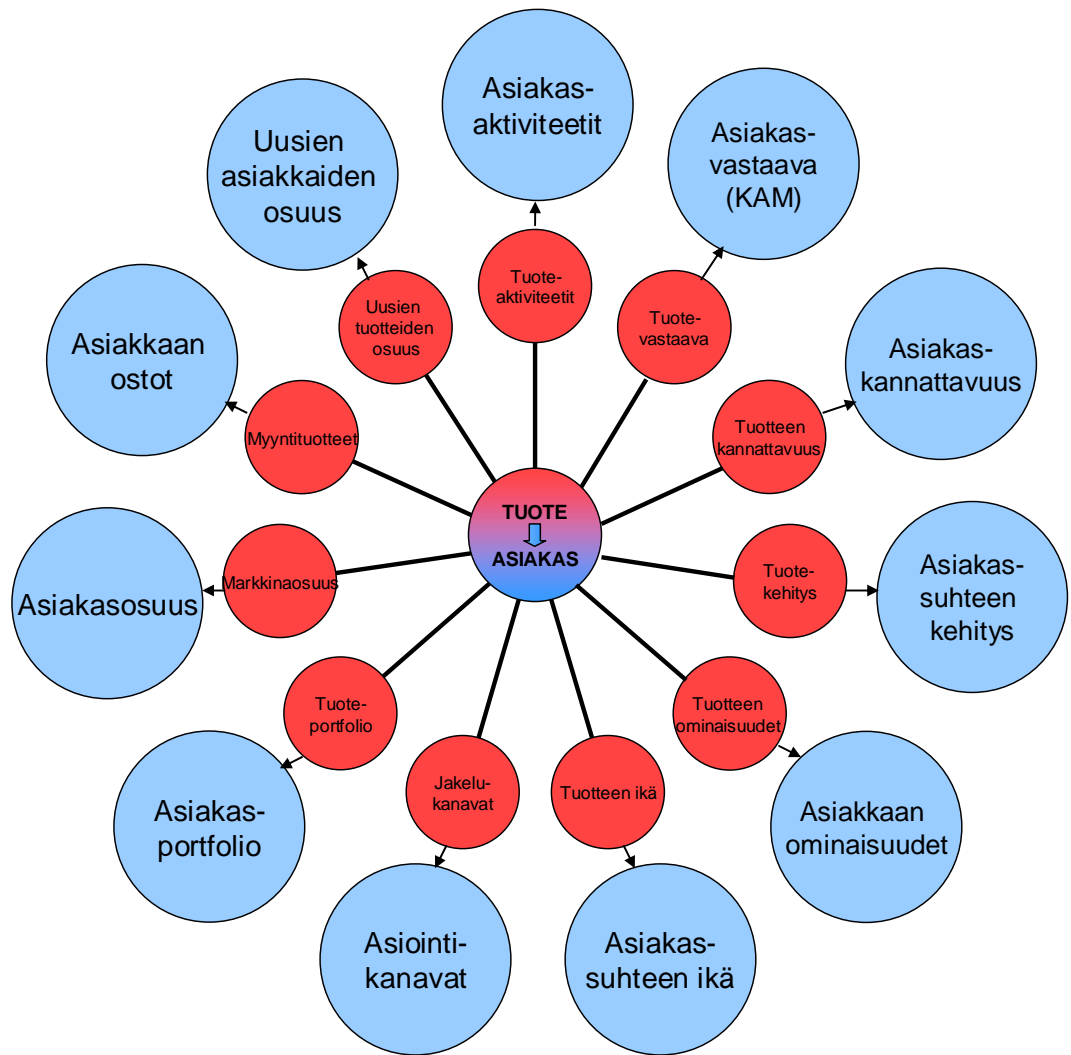 Asiakas-
aktiviteetit
Asiakas-
vastaava
(KAM)
Uusien
asiakkaiden
osuus
Tuote-
aktiviteetit
Uusien
tuotteiden
osuus
Tuote-
vastaava
Asiakkaan
ostot
Asiakas-
kannattavuus
Myyntituotteet
Tuotteen
kannattavuus
TUOTE
ASIAKAS
Asiakasosuus
Markkinaosuus
Tuote-
kehitys
Asiakas-
suhteen
kehitys
Tuote-
portfolio
Tuotteen
ominaisuudet
Jakelu-
kanavat
Tuotteen ikä
Asiakas-
portfolio
Asiakkaan
ominaisuudet
Asiointi-
kanavat
Asiakas-
suhteen ikä